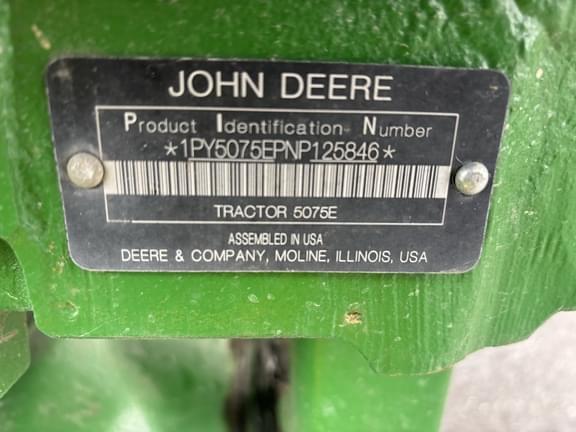 JOHN DEERE
Product Identification Number
*1PY5075EPNP125846*
TRACTOR 5075E
ASSEMBLED IN USA
DEERE & COMPANY, MOLINE, ILLINOIS, USA